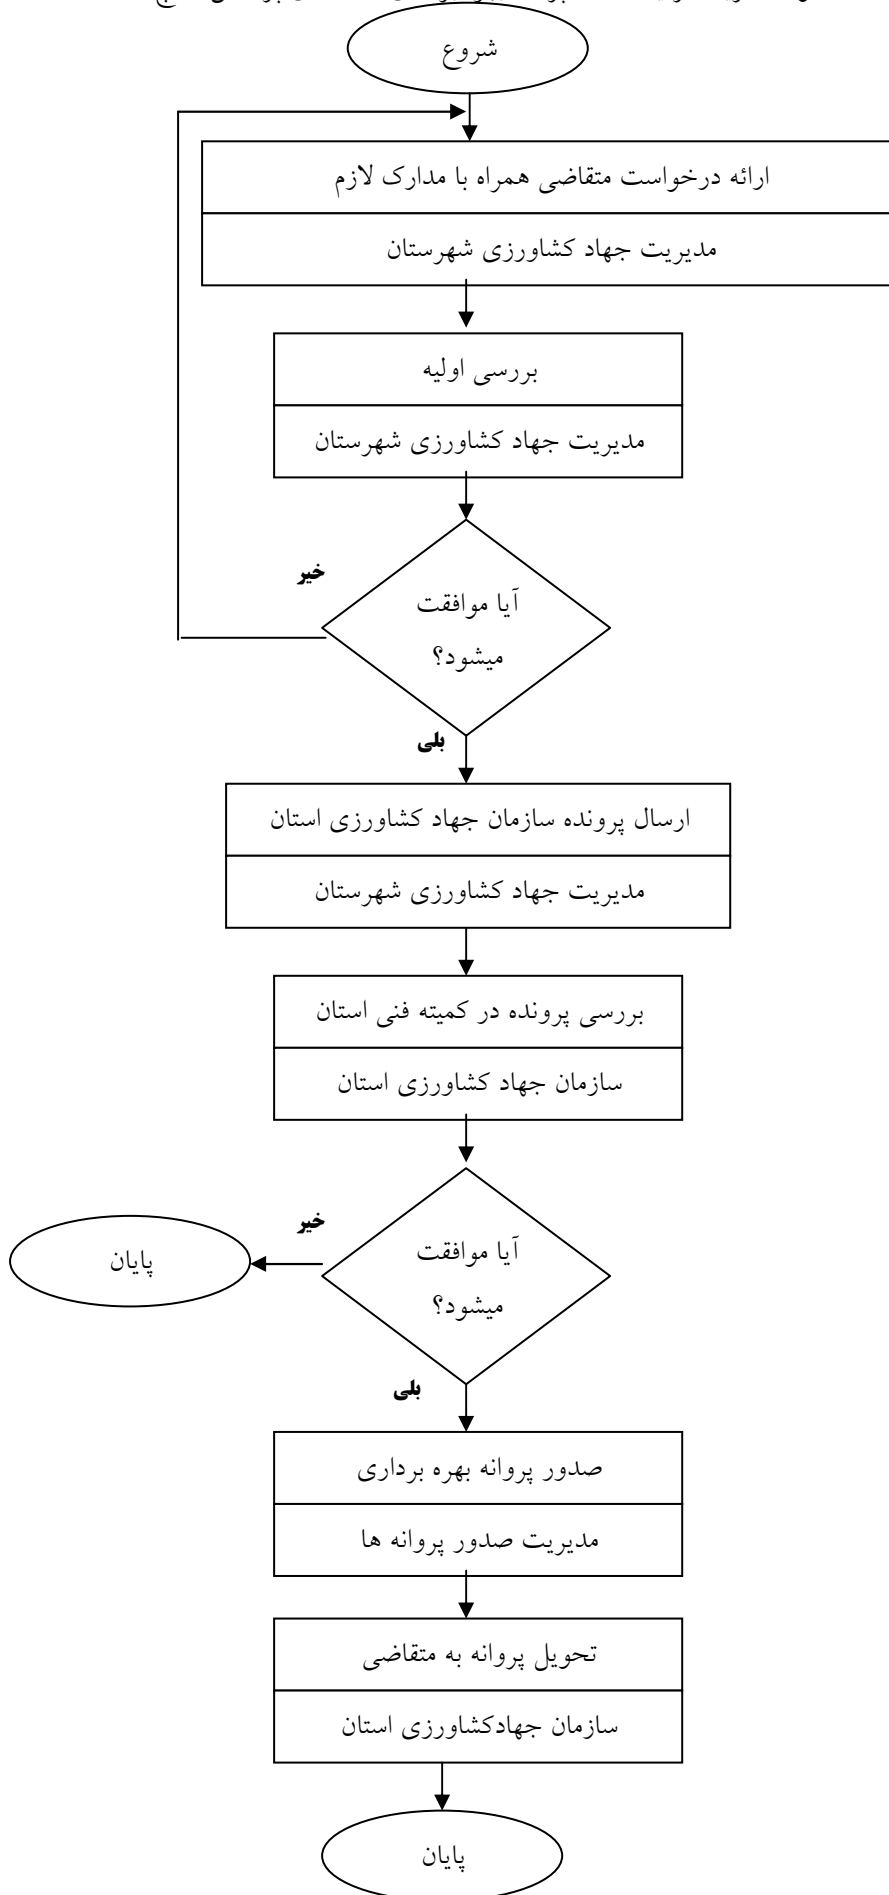 شروع
ارائه درخواست متقاضی همراه با مدارک لازم
مدیریت جهاد کشاورزی شهرستان
بررسی اولیه
مدیریت جهاد کشاورزی شهرستان
خیر
آیا موافقت
میشود؟
بلی
ارسال پرونده سازمان جهاد کشاورزی استان
مدیریت جهاد کشاورزی شهرستان
بررسی پرونده در کمیته فنی استان
سازمان جهاد کشاورزی استان
خیر
آیا موافقت
میشود؟
پایان
بلی
صدور پروانه بهره برداری
مدیریت صدور پروانه ها
تحویل پروانه به متقاضی
سازمان جهادکشاورزی استان
پایان